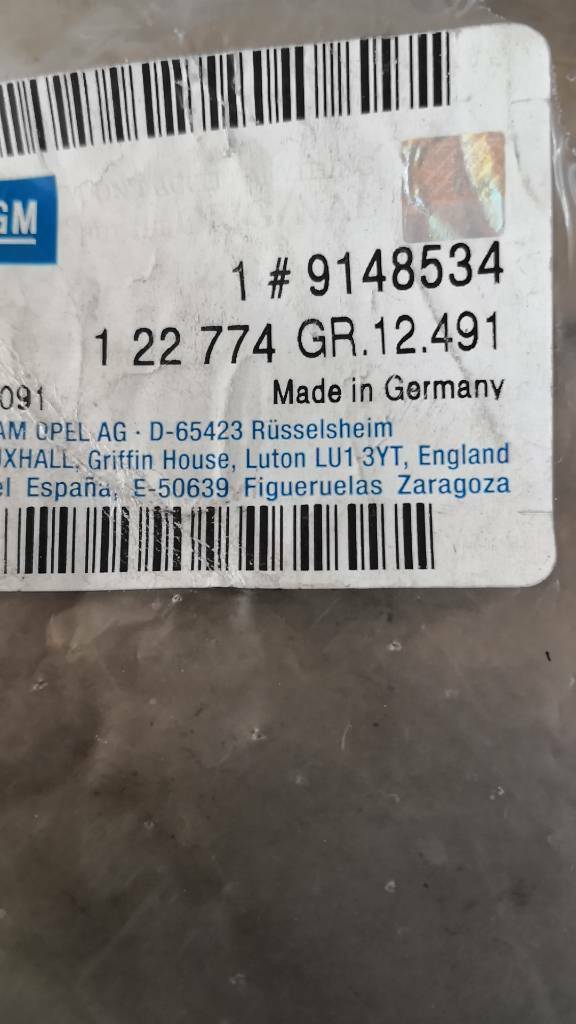 GM
1 # 9148534
1 22 774 GR.12.491
091 Made in Germany
AM OPEL AG · D-65423 Rüsselsheim
UXHALL, Griffin House, Luton LU1 3YT, England
el España, E-50639 Figueruelas Zaragoza